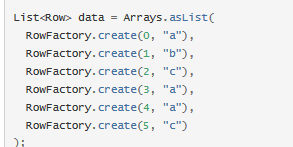 List<Row> data = Arrays.asList(
  RowFactory.create(0, "a"),
  RowFactory.create(1, "b"),
  RowFactory.create(2, "c"),
  RowFactory.create(3, "a"),
  RowFactory.create(4, "a"),
  RowFactory.create(5, "c")
);